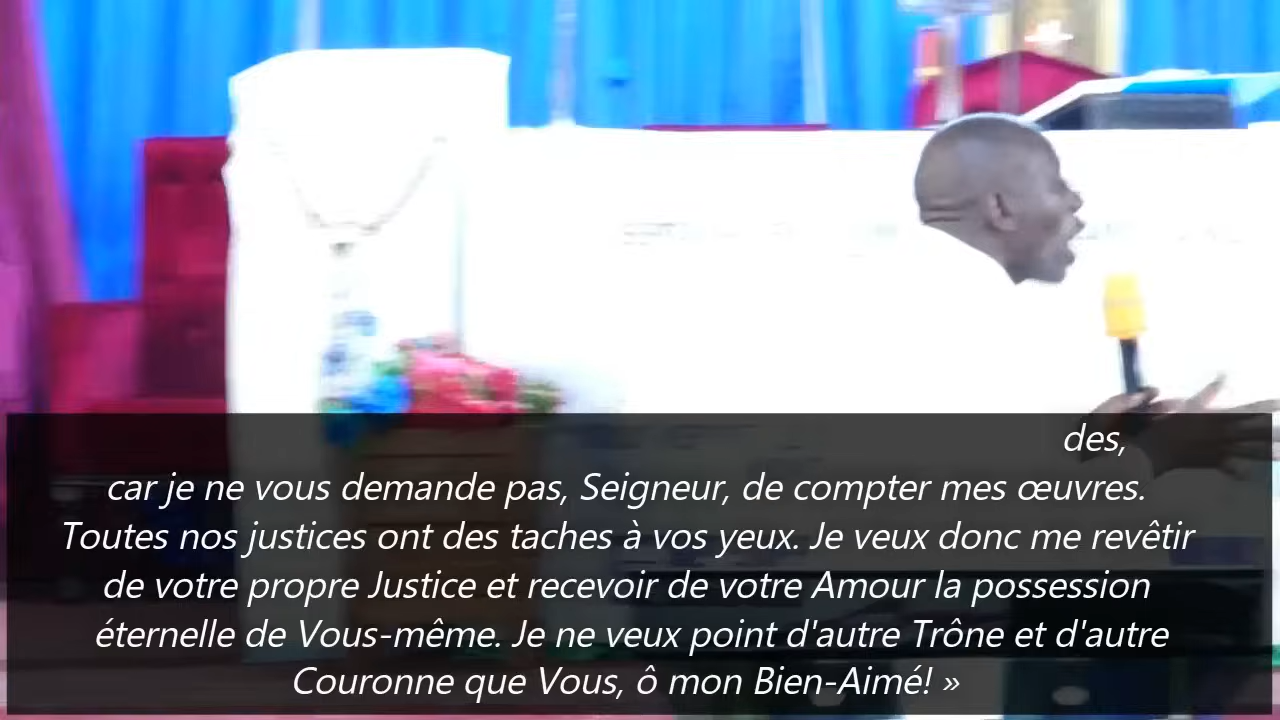 des,
car je ne vous demande pas, Seigneur, de compter mes œuvres.
Toutes nos justices ont des taches à vos yeux. Je veux donc me revêtir
de votre propre Justice et recevoir de votre Amour la possession
éternelle de Vous-même. Je ne veux point d'autre Trône et d'autre
Couronne que Vous, ô mon Bien-Aimé! »